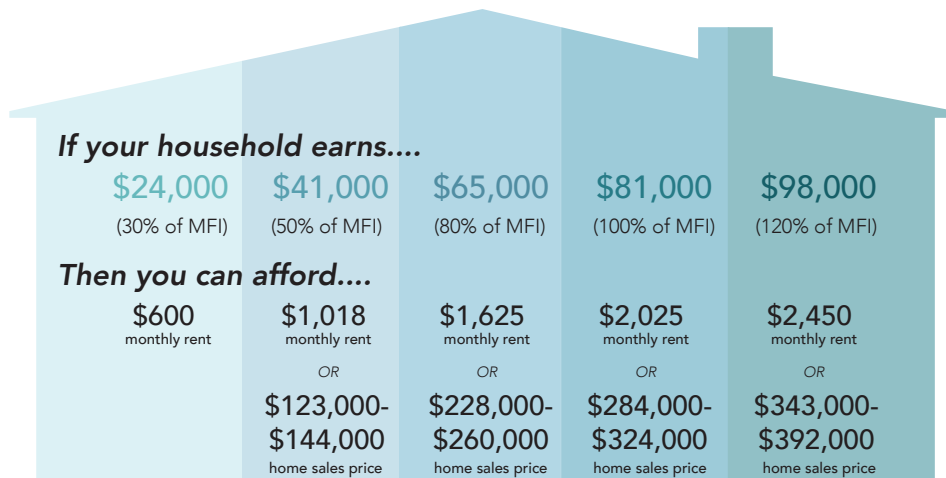 If your household earns....
$24,000 $41,000 $65,000 $81,000 $98,000
(30% of MFI) (50% of MFI) (80% of MFI) (100% of MFI) (120% of MFI)
Then you can afford....
$600 $1,018 $1,625 $2,025 $2,450
monthly rent monthly rent monthly rent monthly rent monthly rent
OR OR OR OR
$123,000- $228,000- $284,000- $343,000-
$144,000 $260,000 $324,000 $392,000
home sales price home sales price home sales price home sales price